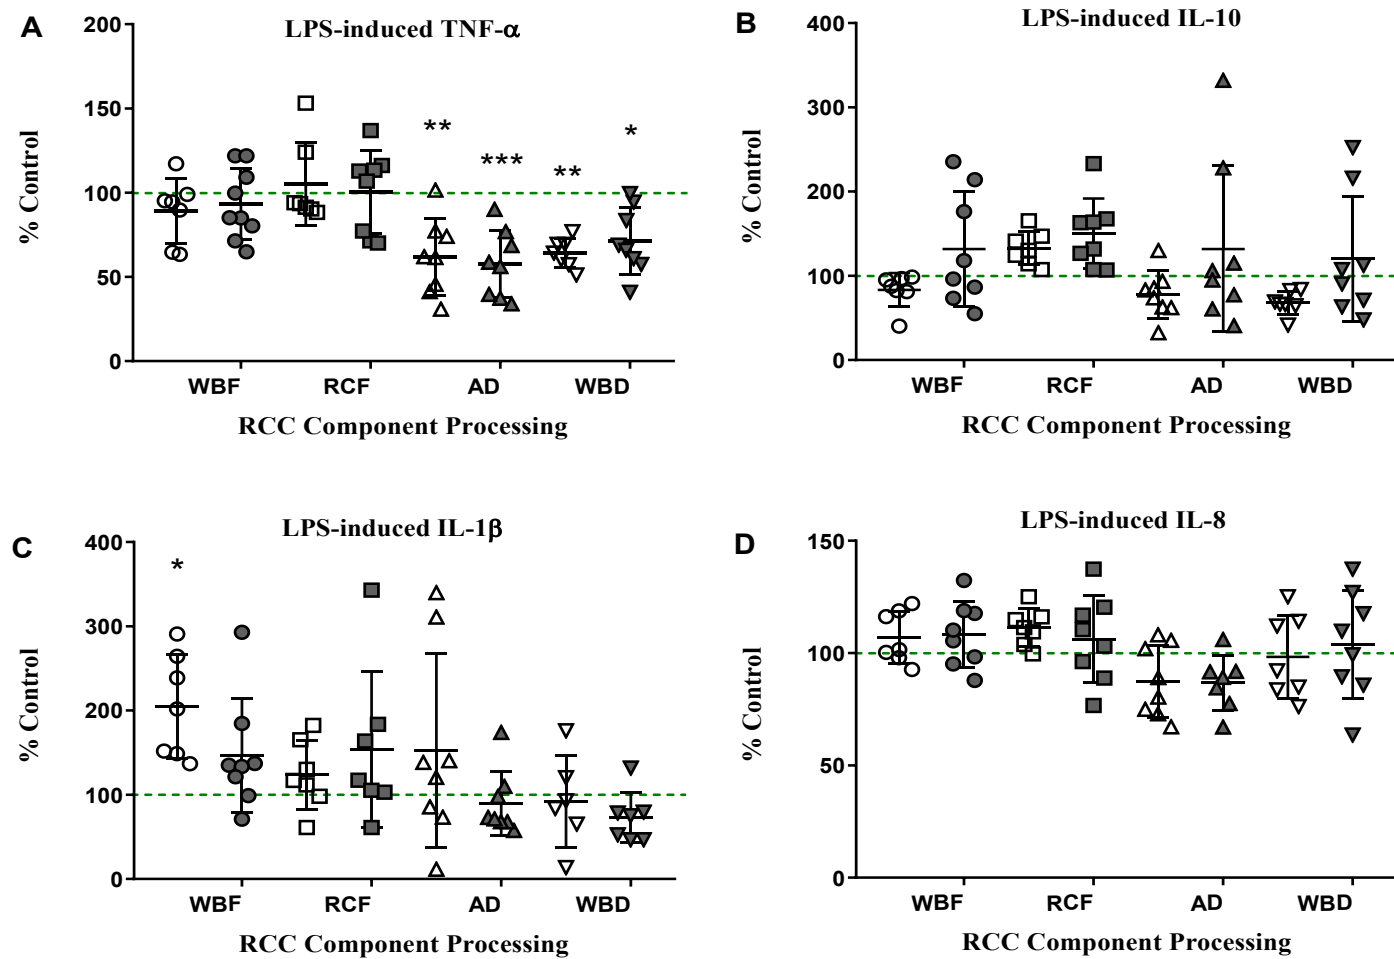 A
LPS-induced TNF-α
200
150
100
50
0
% Control
**
***
**
*
WBF RCF AD WBD
RCC Component Processing
B
LPS-induced IL-10
400
300
200
100
0
% Control
WBF RCF AD WBD
RCC Component Processing
C
LPS-induced IL-1β
400
300
200
100
0
% Control
*
WBF RCF AD WBD
RCC Component Processing
D
LPS-induced IL-8
150
100
50
0
% Control
WBF RCF AD WBD
RCC Component Processing